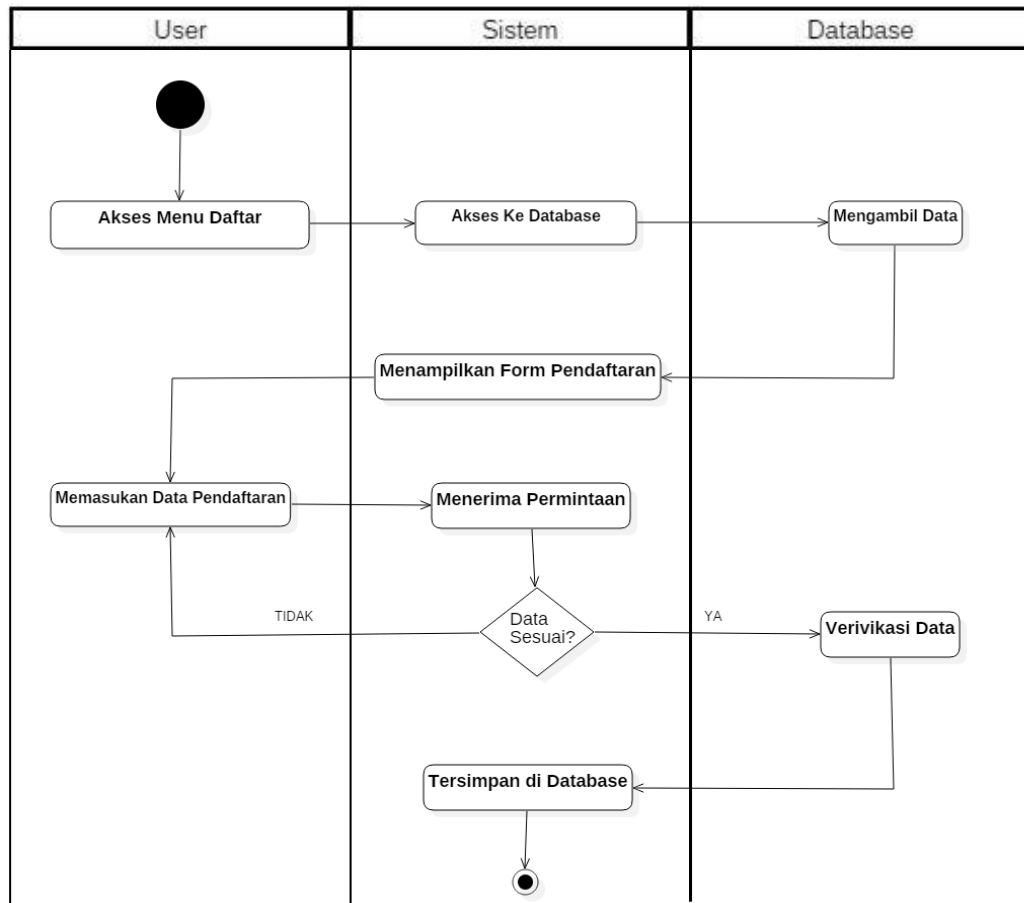 User
Sistem
Database
Akses Menu Daftar
Akses Ke Database
Mengambil Data
Menampilkan Form Pendaftaran
Memasukan Data Pendaftaran
Menerima Permintaan
TIDAK
Data
Sesuai?
YA
Verivikasi Data
Tersimpan di Database